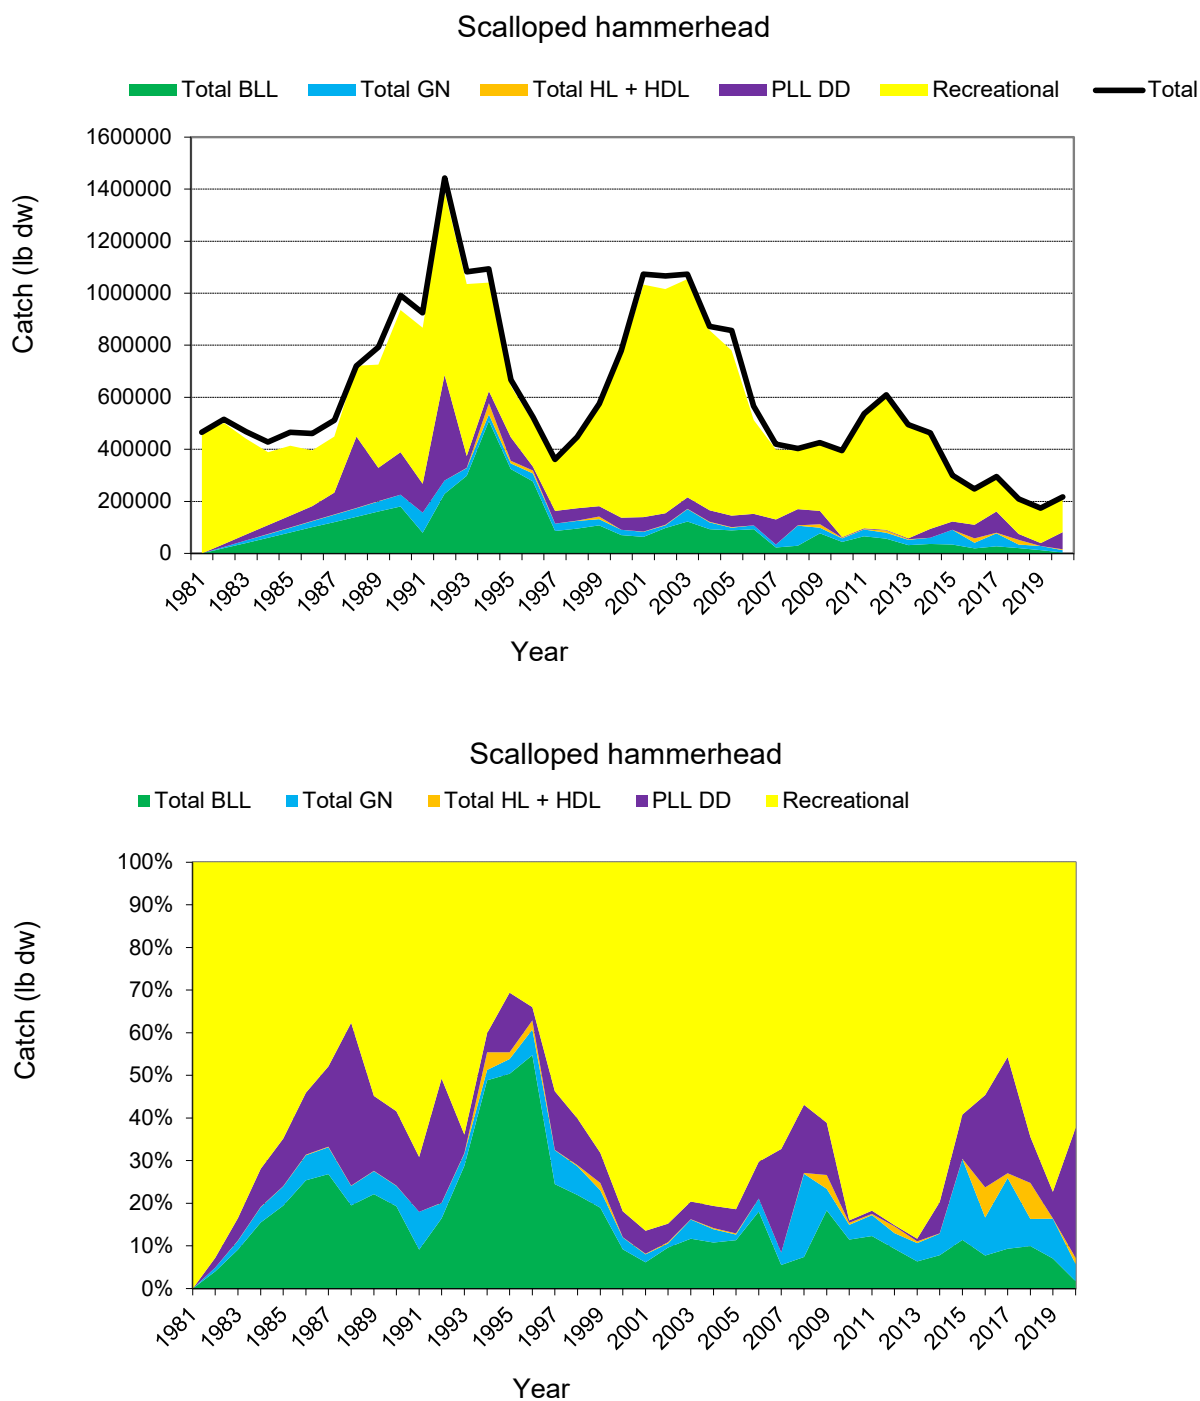 Scalloped hammerhead
Total BLL Total GN Total HL + HDL PLL DD Recreational Total
Catch (lb dw)
1600000
1400000
1200000
1000000
800000
600000
400000
200000
0
1981 1983 1985 1987 1989 1991 1993 1995 1997 1999 2001 2003 2005 2007 2009 2011 2013 2015 2017 2019
Year
Scalloped hammerhead
Total BLL Total GN Total HL + HDL PLL DD Recreational
Catch (lb dw)
100%
90%
80%
70%
60%
50%
40%
30%
20%
10%
0%
1981 1983 1985 1987 1989 1991 1993 1995 1997 1999 2001 2003 2005 2007 2009 2011 2013 2015 2017 2019
Year